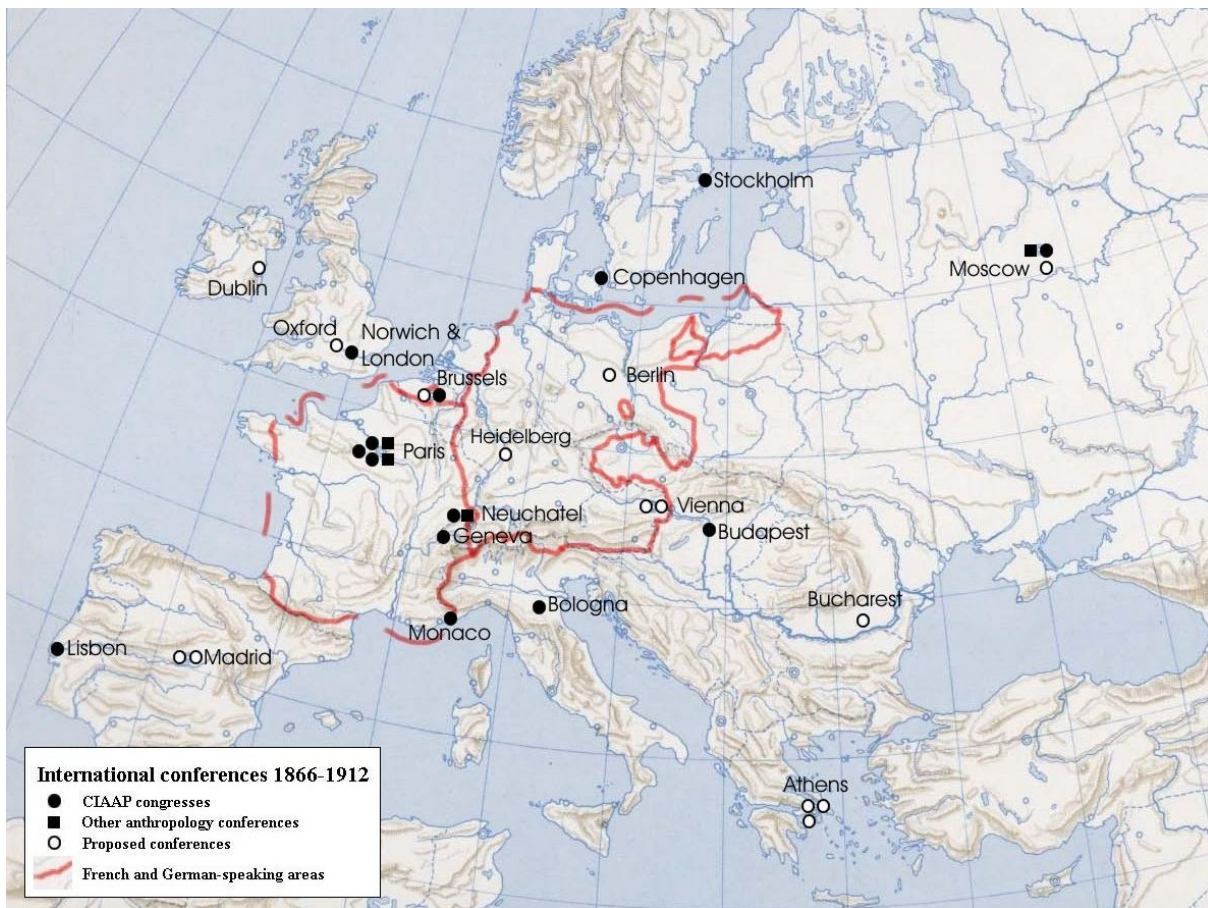 Stockholm
Moscow
Copenhagen
Dublin
Oxford
Norwich &
London
Brussels
Berlin
Heidelberg
Paris
Vienna
Neuchatel
Geneva
Budapest
Bologna
Bucharest
Monaco
Lisbon
Madrid
Athens
International conferences 1866-1912
CIAAP congresses
Other anthropology conferences
Proposed conferences
French and German-speaking areas